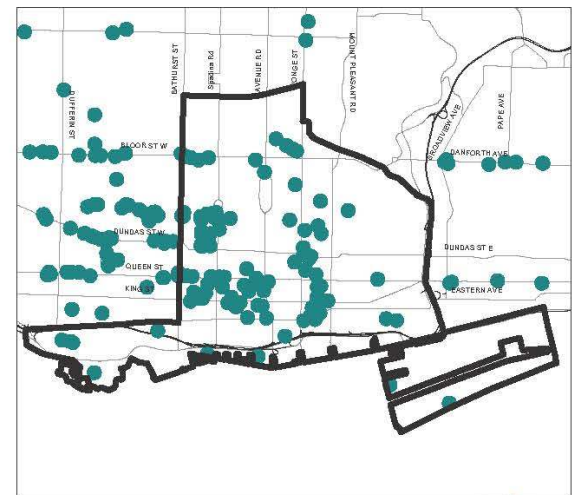 BATHURST ST
Spadina Rd
AVENUE RD
ONGE ST
MOUNT PLEASANT RD
DUFFERIN ST
BROADVIEW AVE
PAPE AVE
BLOOR ST W
DANFORTH AVE
DUNDAS ST W
DUNDAS ST E
QUEEN ST
KING ST
EASTERN AVE